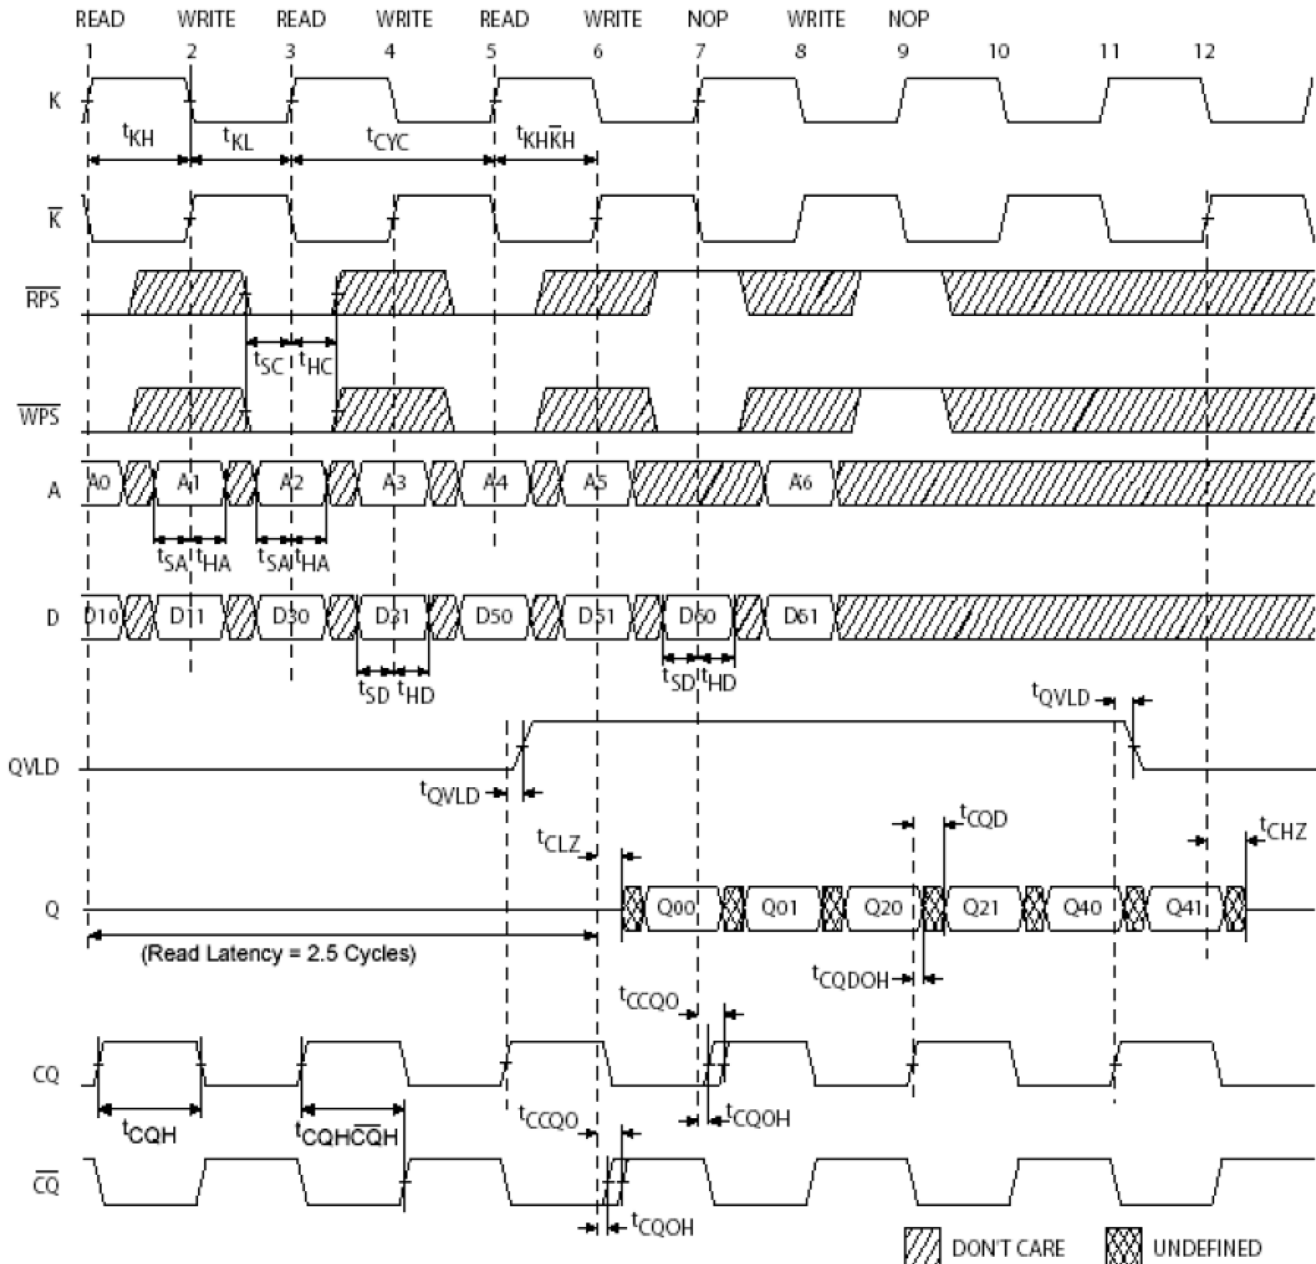 READ WRITE READ WRITE READ WRITE NOP WRITE NOP
1 2 3 4 5 6 7 8 9 10 11 12
K
tKH tKL tCYC tKHK̅H
K̅
R̅P̅S̅
tSC tHC
W̅P̅S̅
A A0 A1 A2 A3 A4 A5 A6
tSA tHA tSA tHA
D D10 D11 D30 D31 D50 D51 D60 D61
tSD tHD tSD tHD
tQVLD
QVLD
tQVLD
tCLZ tCQD tCHZ
Q Q00 Q01 Q20 Q21 Q40 Q41
(Read Latency = 2.5 Cycles)
tCQDOH
tCCQO
CQ
tCQH tCQHC̅Q̅H tCCQO tCQOH
C̅Q̅
tCQOH
DON'T CARE UNDEFINED